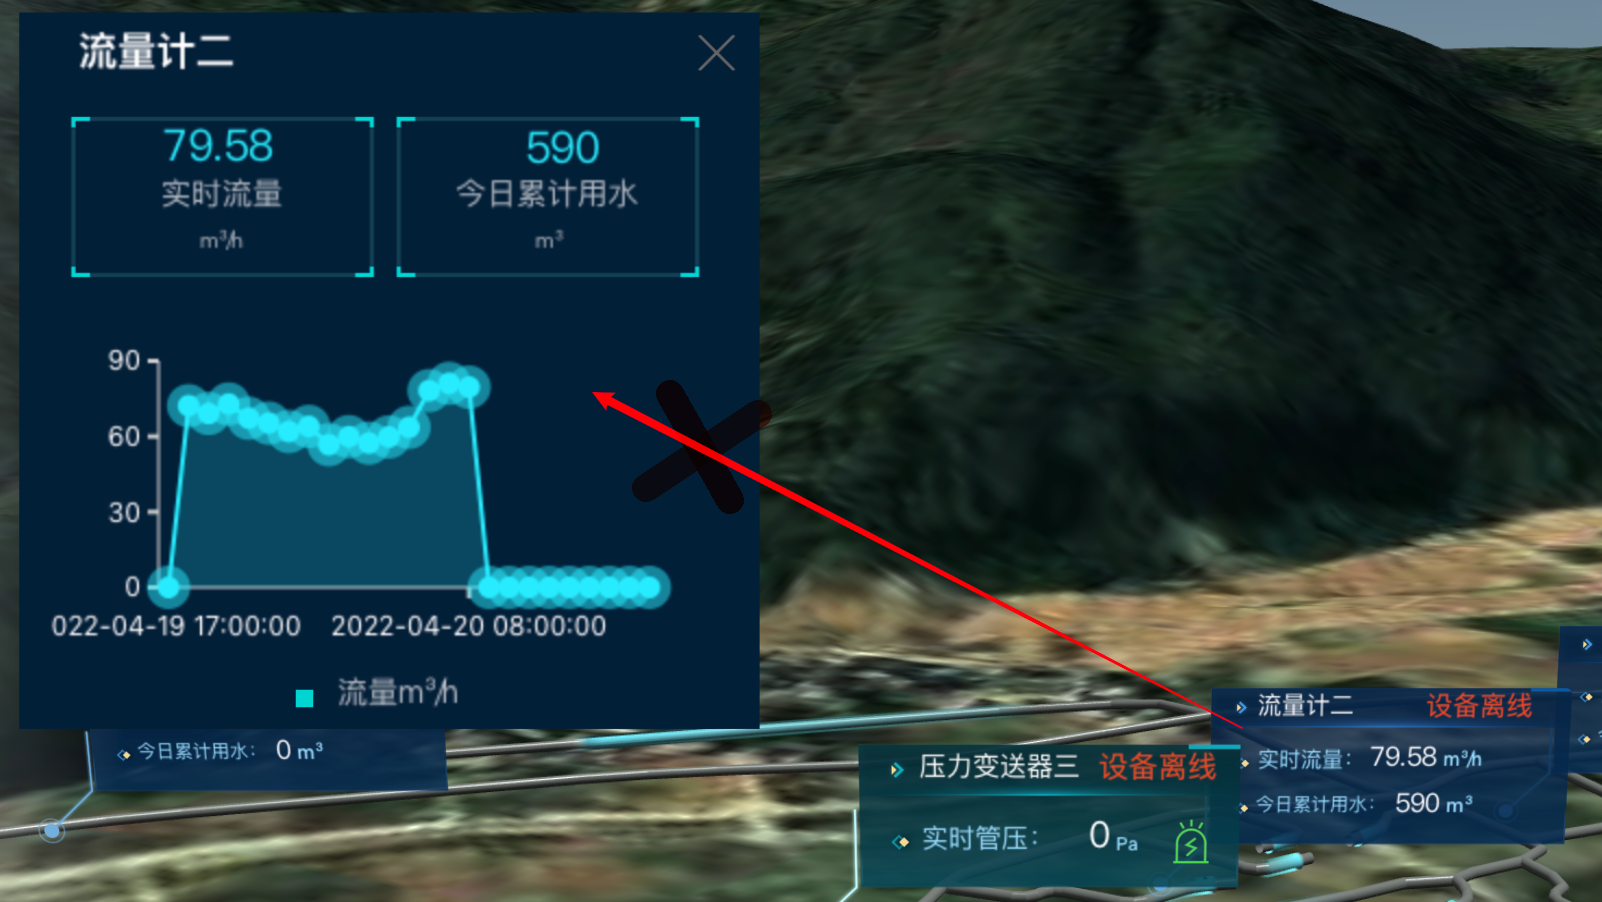 流量计二
79.58
实时流量
m³/h
590
今日累计用水
m³
90
60
30
0
022-04-19 17:00:00
2022-04-20 08:00:00
流量m³/h
今日累计用水： 0 m³
压力变送器三 设备离线
实时管压： 0 Pa
流量计二 设备离线
实时流量： 79.58 m³/h
今日累计用水： 590 m³